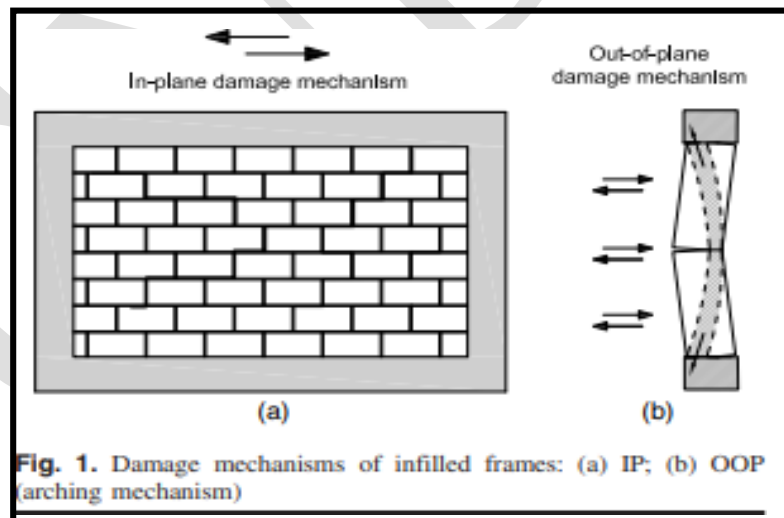 In-plane damage mechanism
Out-of-plane
damage mechanism
(a)
(b)
Fig. 1. Damage mechanisms of infilled frames: (a) IP; (b) OOP
(arching mechanism)